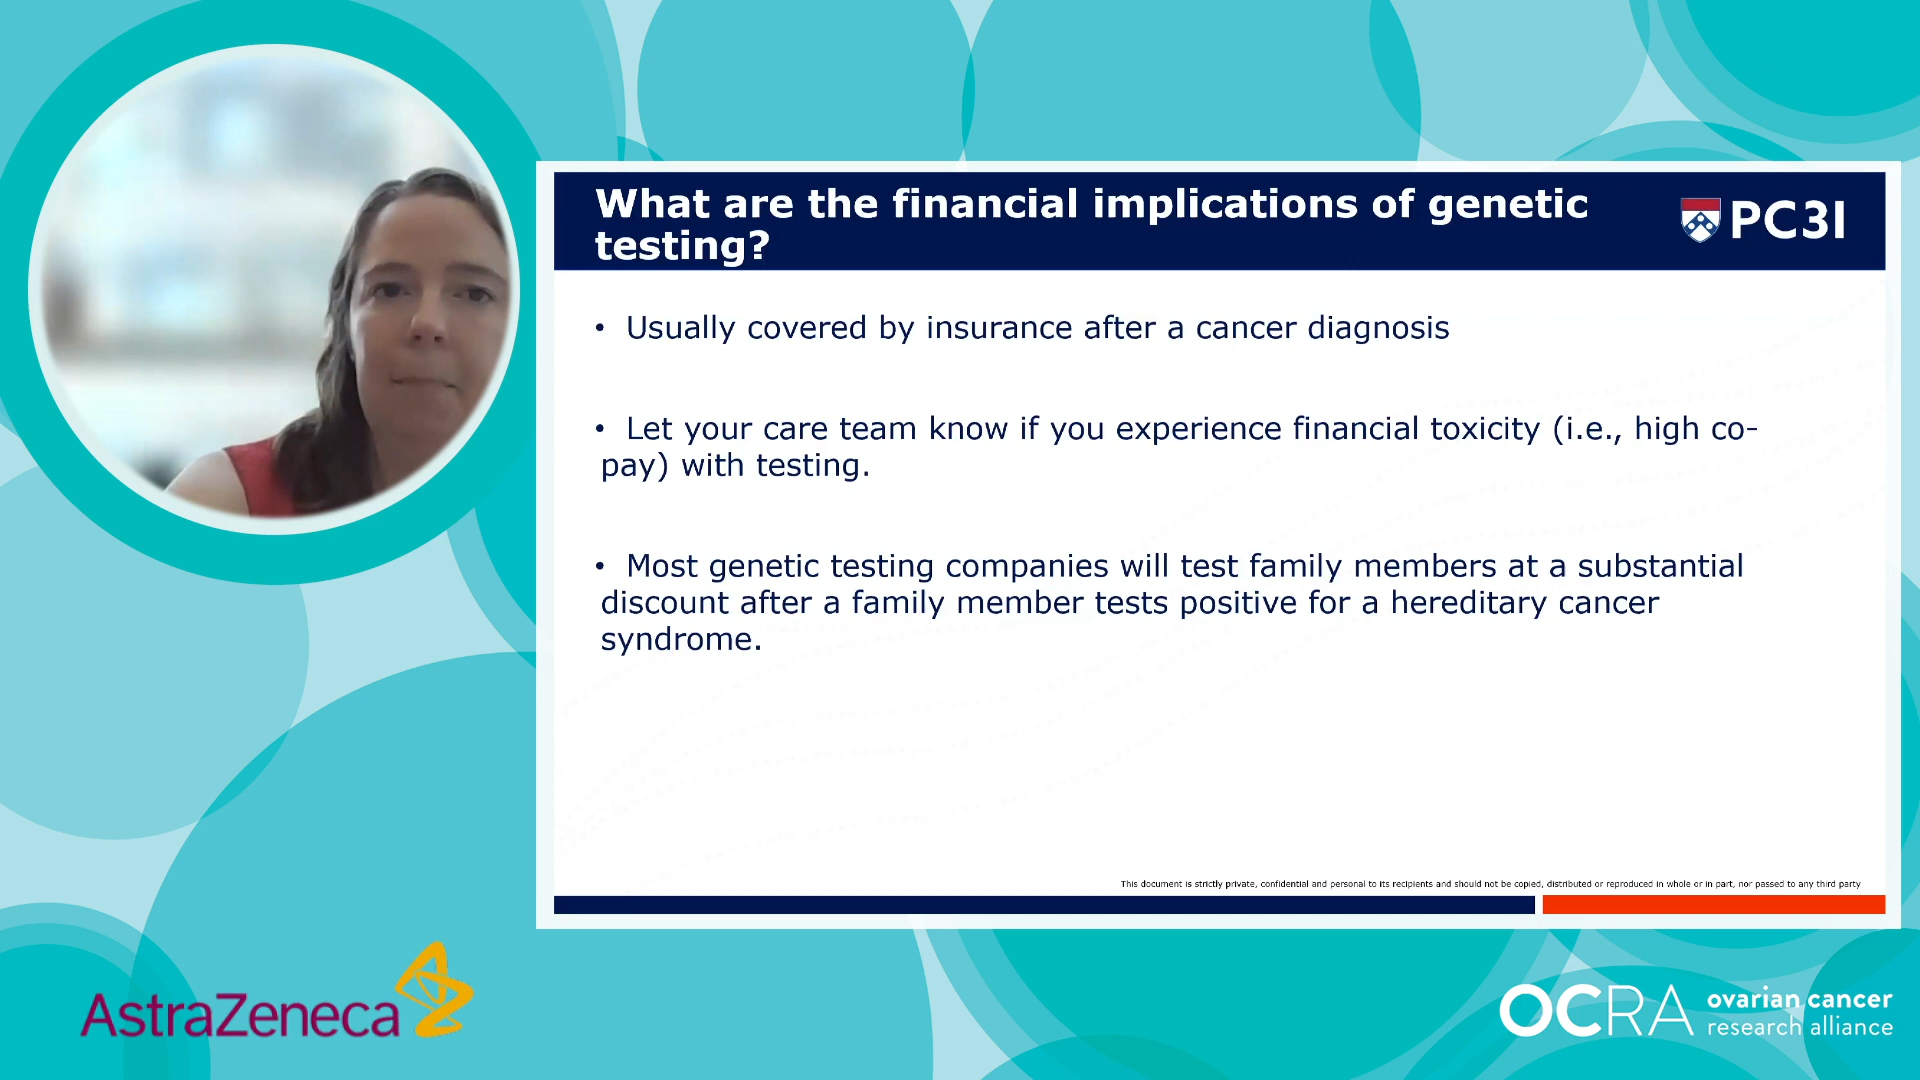 What are the financial implications of genetic
testing?
PC3I
• Usually covered by insurance after a cancer diagnosis
• Let your care team know if you experience financial toxicity (i.e., high co-
pay) with testing.
• Most genetic testing companies will test family members at a substantial
discount after a family member tests positive for a hereditary cancer
syndrome.
This document is strictly private, confidential and personal to its recipients and should not be copied, distributed or reproduced in whole or in part, nor passed to any third party
AstraZeneca
OCRA ovarian cancer
research alliance